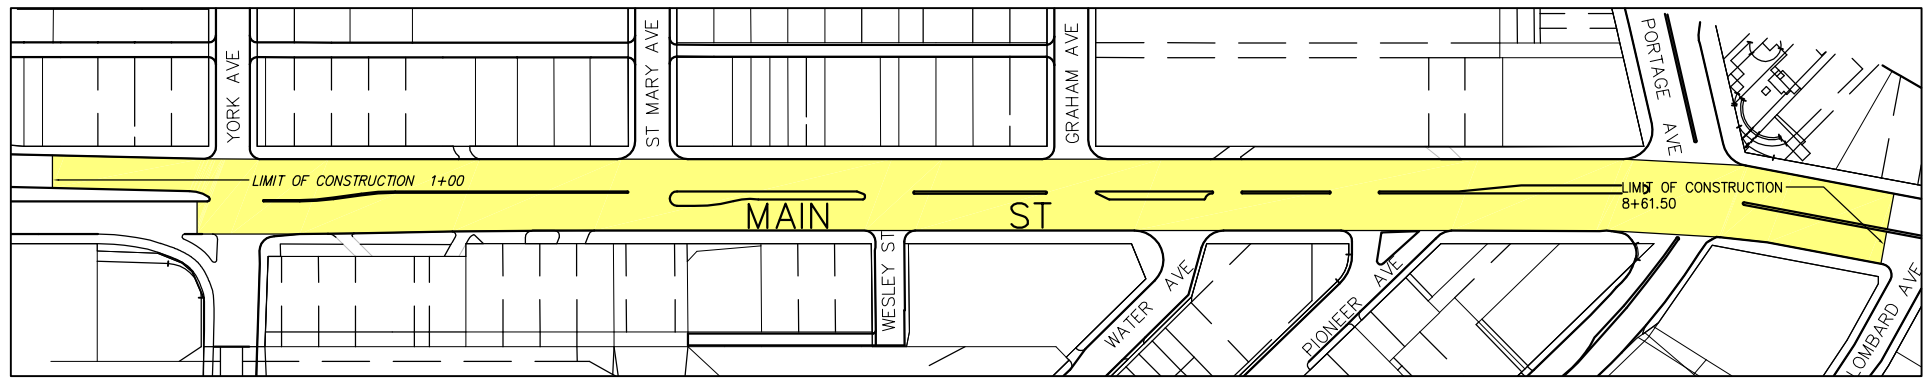 YORK AVE
ST MARY AVE
GRAHAM AVE
PORTAGE AVE
LIMIT OF CONSTRUCTION 1+00
LIMIT OF CONSTRUCTION
8+61.50
MAIN ST
WESLEY ST
WATER AVE
PIONEER AVE
LOMBARD AVE